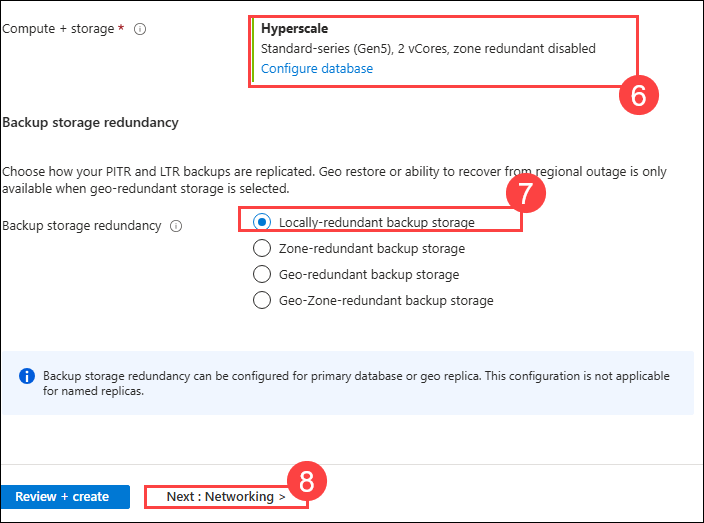 Compute + storage *
Hyperscale
Standard-series (Gen5), 2 vCores, zone redundant disabled
Configure database
6
Backup storage redundancy
Choose how your PITR and LTR backups are replicated. Geo restore or ability to recover from regional outage is only
available when geo-redundant storage is selected.
7
Backup storage redundancy
Locally-redundant backup storage
Zone-redundant backup storage
Geo-redundant backup storage
Geo-Zone-redundant backup storage
Backup storage redundancy can be configured for primary database or geo replica. This configuration is not applicable
for named replicas.
8
Review + create
Next : Networking >